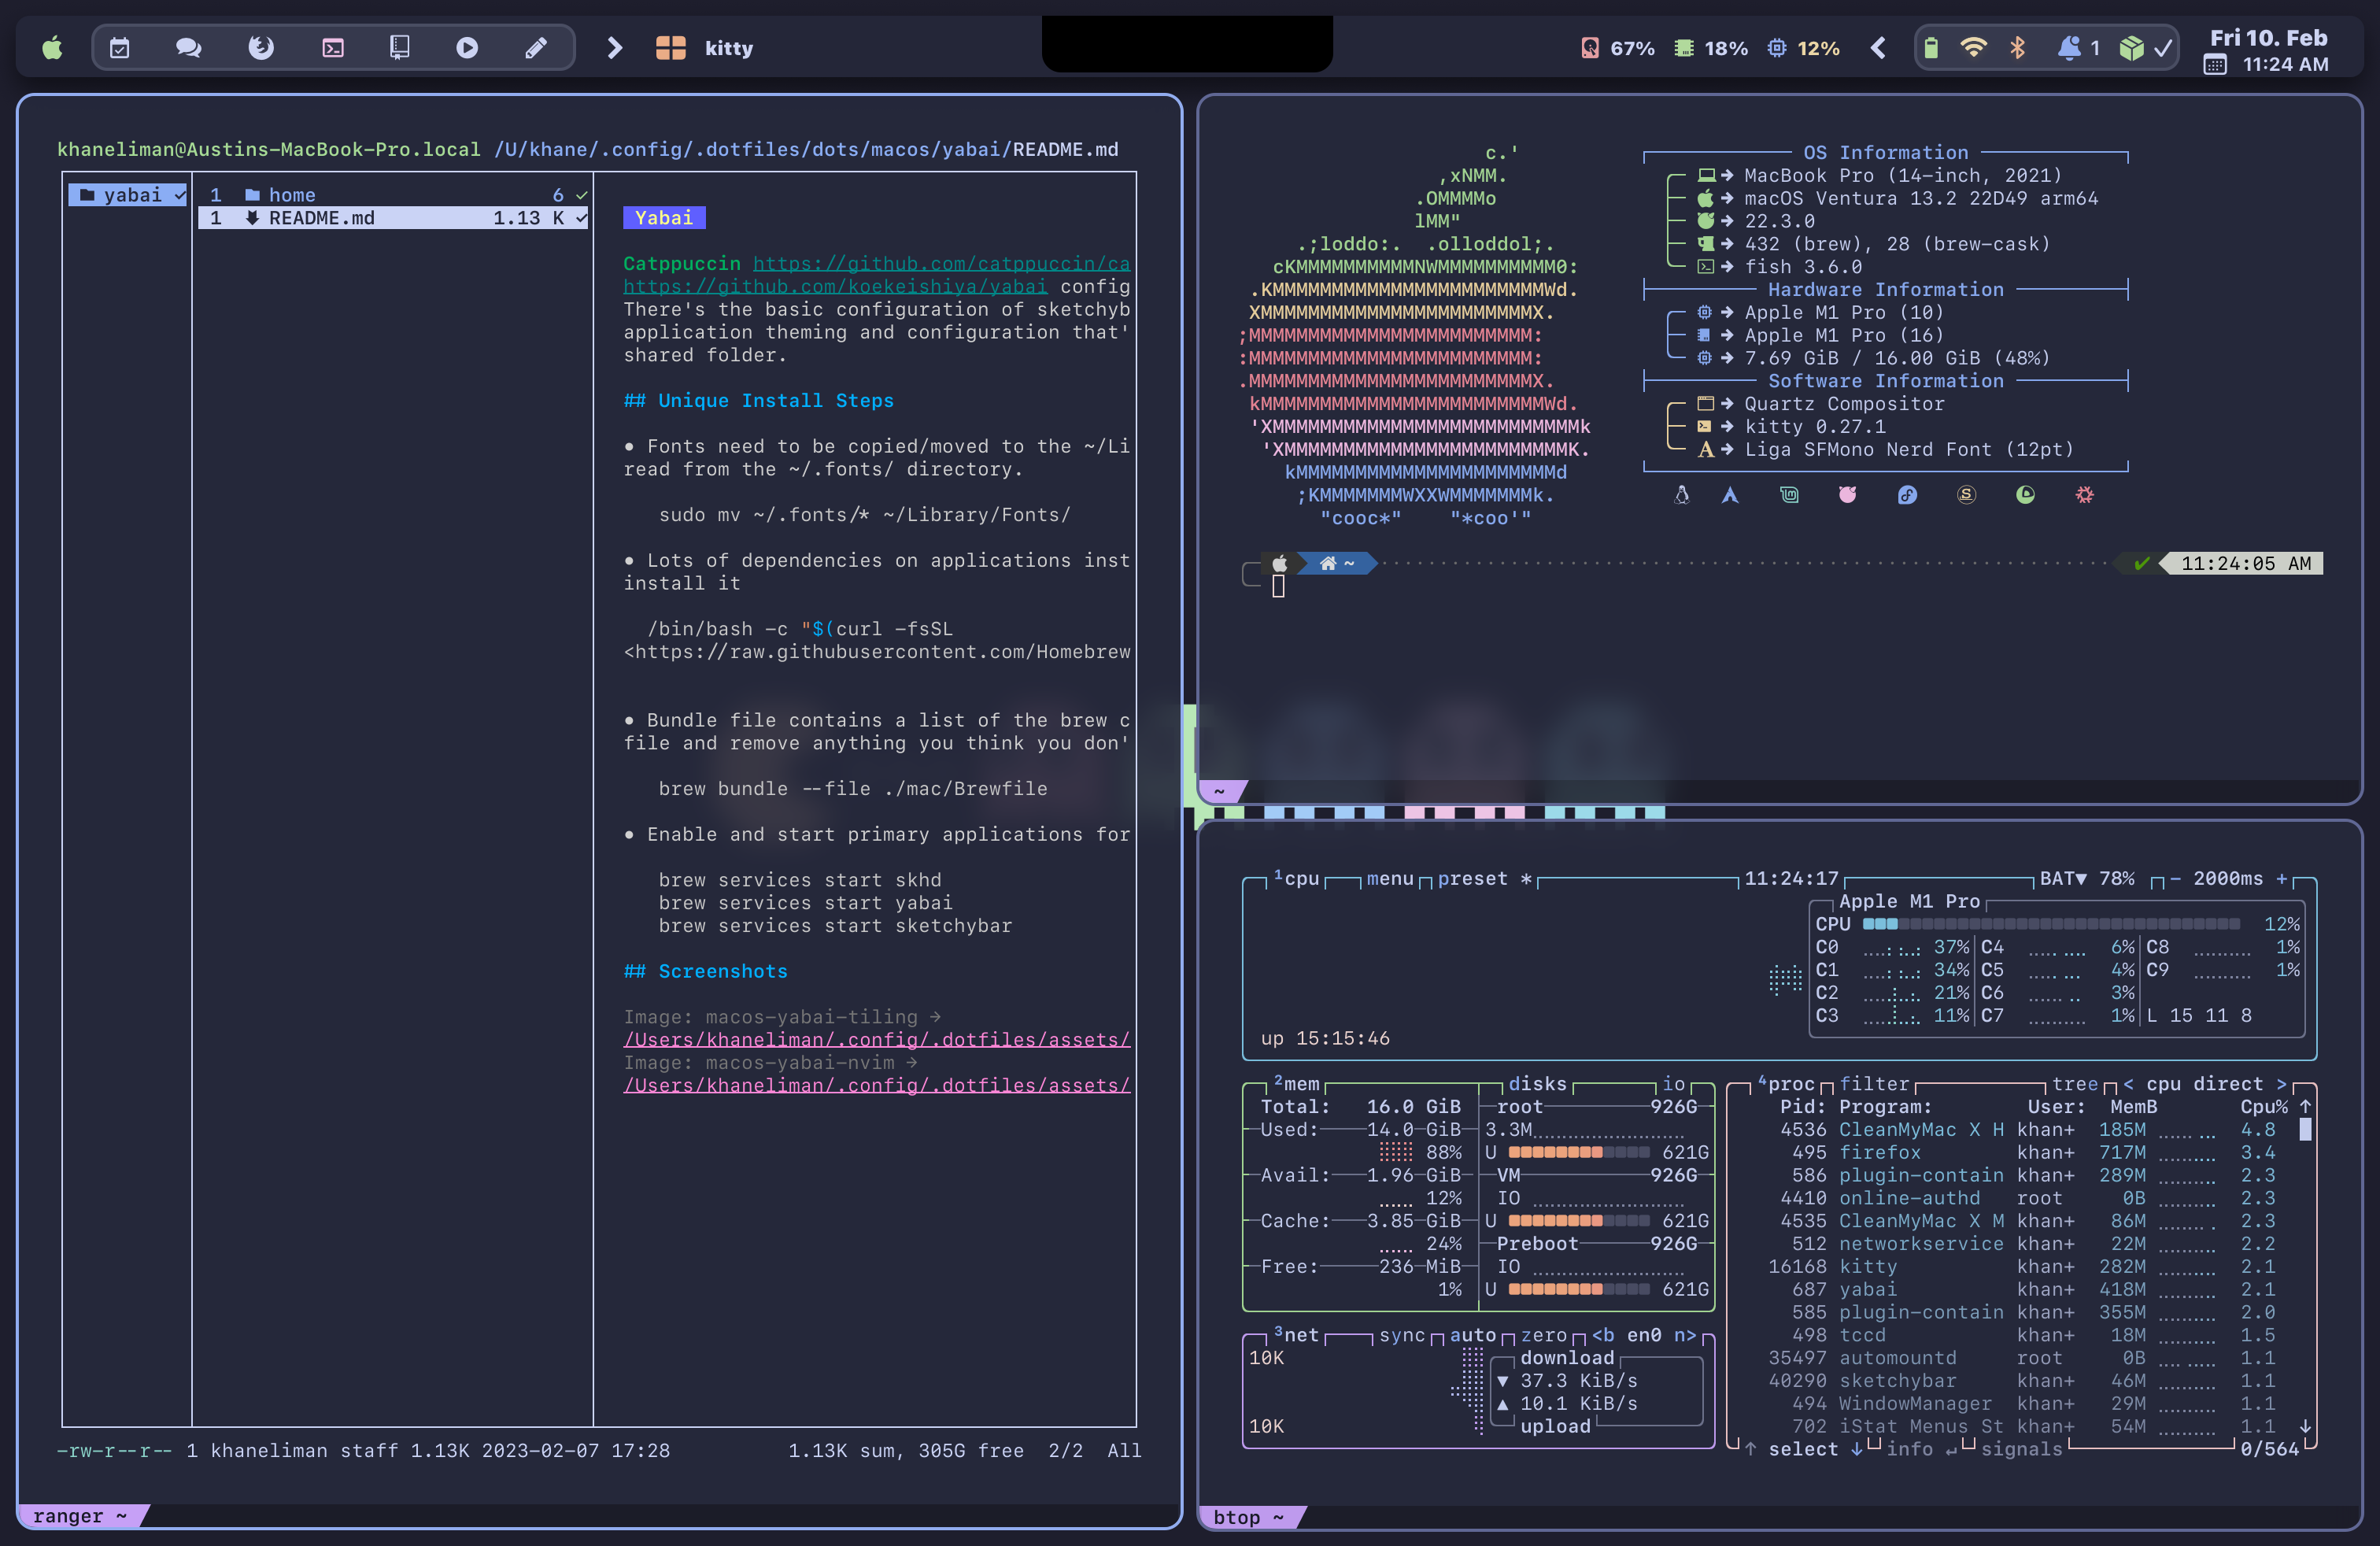 kitty
67%
18%
12%
1
Fri 10. Feb
11:24 AM
khaneliman@Austins-MacBook-Pro.local /U/khane/.config/.dotfiles/dots/macos/yabai/README.md
yabai
1 home 6
1 README.md 1.13 K
Yabai
Catppuccin https://github.com/catppuccin/ca
https://github.com/koekeishiya/yabai config
There's the basic configuration of sketchyb
application theming and configuration that'
shared folder.
## Unique Install Steps
● Fonts need to be copied/moved to the ~/Li
read from the ~/.fonts/ directory.
sudo mv ~/.fonts/* ~/Library/Fonts/
● Lots of dependencies on applications inst
install it
/bin/bash -c "$(curl -fsSL
<https://raw.githubusercontent.com/Homebrew
● Bundle file contains a list of the brew c
file and remove anything you think you don'
brew bundle --file ./mac/Brewfile
● Enable and start primary applications for
brew services start skhd
brew services start yabai
brew services start sketchybar
## Screenshots
Image: macos-yabai-tiling →
/Users/khaneliman/.config/.dotfiles/assets/
Image: macos-yabai-nvim →
/Users/khaneliman/.config/.dotfiles/assets/
-rw-r--r-- 1 khaneliman staff 1.13K 2023-02-07 17:28 1.13K sum, 305G free 2/2 All
ranger ~
c.'
,xNMM.
.OMMMMo
lMM"
.;loddo:. .olloddol;.
cKMMMMMMMMMMNWMMMMMMMMMM0:
.KMMMMMMMMMMMMMMMMMMMMMMMWd.
XMMMMMMMMMMMMMMMMMMMMMMMX.
;MMMMMMMMMMMMMMMMMMMMMMMM:
:MMMMMMMMMMMMMMMMMMMMMMMM:
.MMMMMMMMMMMMMMMMMMMMMMMMX.
kMMMMMMMMMMMMMMMMMMMMMMMMWd.
'XMMMMMMMMMMMMMMMMMMMMMMMMMMk
'XMMMMMMMMMMMMMMMMMMMMMMMMK.
kMMMMMMMMMMMMMMMMMMMMMMd
;KMMMMMMMWXXWMMMMMMMk.
"cooc*" "*coo'"
OS Information
MacBook Pro (14-inch, 2021)
macOS Ventura 13.2 22D49 arm64
22.3.0
432 (brew), 28 (brew-cask)
fish 3.6.0
Hardware Information
Apple M1 Pro (10)
Apple M1 Pro (16)
7.69 GiB / 16.00 GiB (48%)
Software Information
Quartz Compositor
kitty 0.27.1
Liga SFMono Nerd Font (12pt)
~ 11:24:05 AM
~
1cpu menu preset * 11:24:17 BAT▼ 78% - 2000ms +
Apple M1 Pro
CPU 12%
C0 37% C4 6% C8 1%
C1 34% C5 4% C9 1%
C2 21% C6 3%
C3 11% C7 1% L 15 11 8
up 15:15:46
2mem disks io
Total: 16.0 GiB root 926G
Used: 14.0 GiB 3.3M
88% U 621G
Avail: 1.96 GiB VM 926G
12% IO
Cache: 3.85 GiB U 621G
24% Preboot 926G
Free: 236 MiB IO
1% U 621G
3net sync auto zero <b en0 n>
10K download
▼ 37.3 KiB/s
▲ 10.1 KiB/s
10K upload
4proc filter tree < cpu direct >
Pid: Program: User: MemB Cpu% ↑
4536 CleanMyMac X H khan+ 185M 4.8
495 firefox khan+ 717M 3.4
586 plugin-contain khan+ 289M 2.3
4410 online-authd root 0B 2.3
4535 CleanMyMac X M khan+ 86M 2.3
512 networkservice khan+ 22M 2.2
16168 kitty khan+ 282M 2.1
687 yabai khan+ 418M 2.1
585 plugin-contain khan+ 355M 2.0
498 tccd khan+ 18M 1.5
35497 automountd root 0B 1.1
40290 sketchybar khan+ 46M 1.1
494 WindowManager khan+ 29M 1.1
702 iStat Menus St khan+ 54M 1.1 ↓
↑ select ↓ info ↵ signals 0/564
btop ~